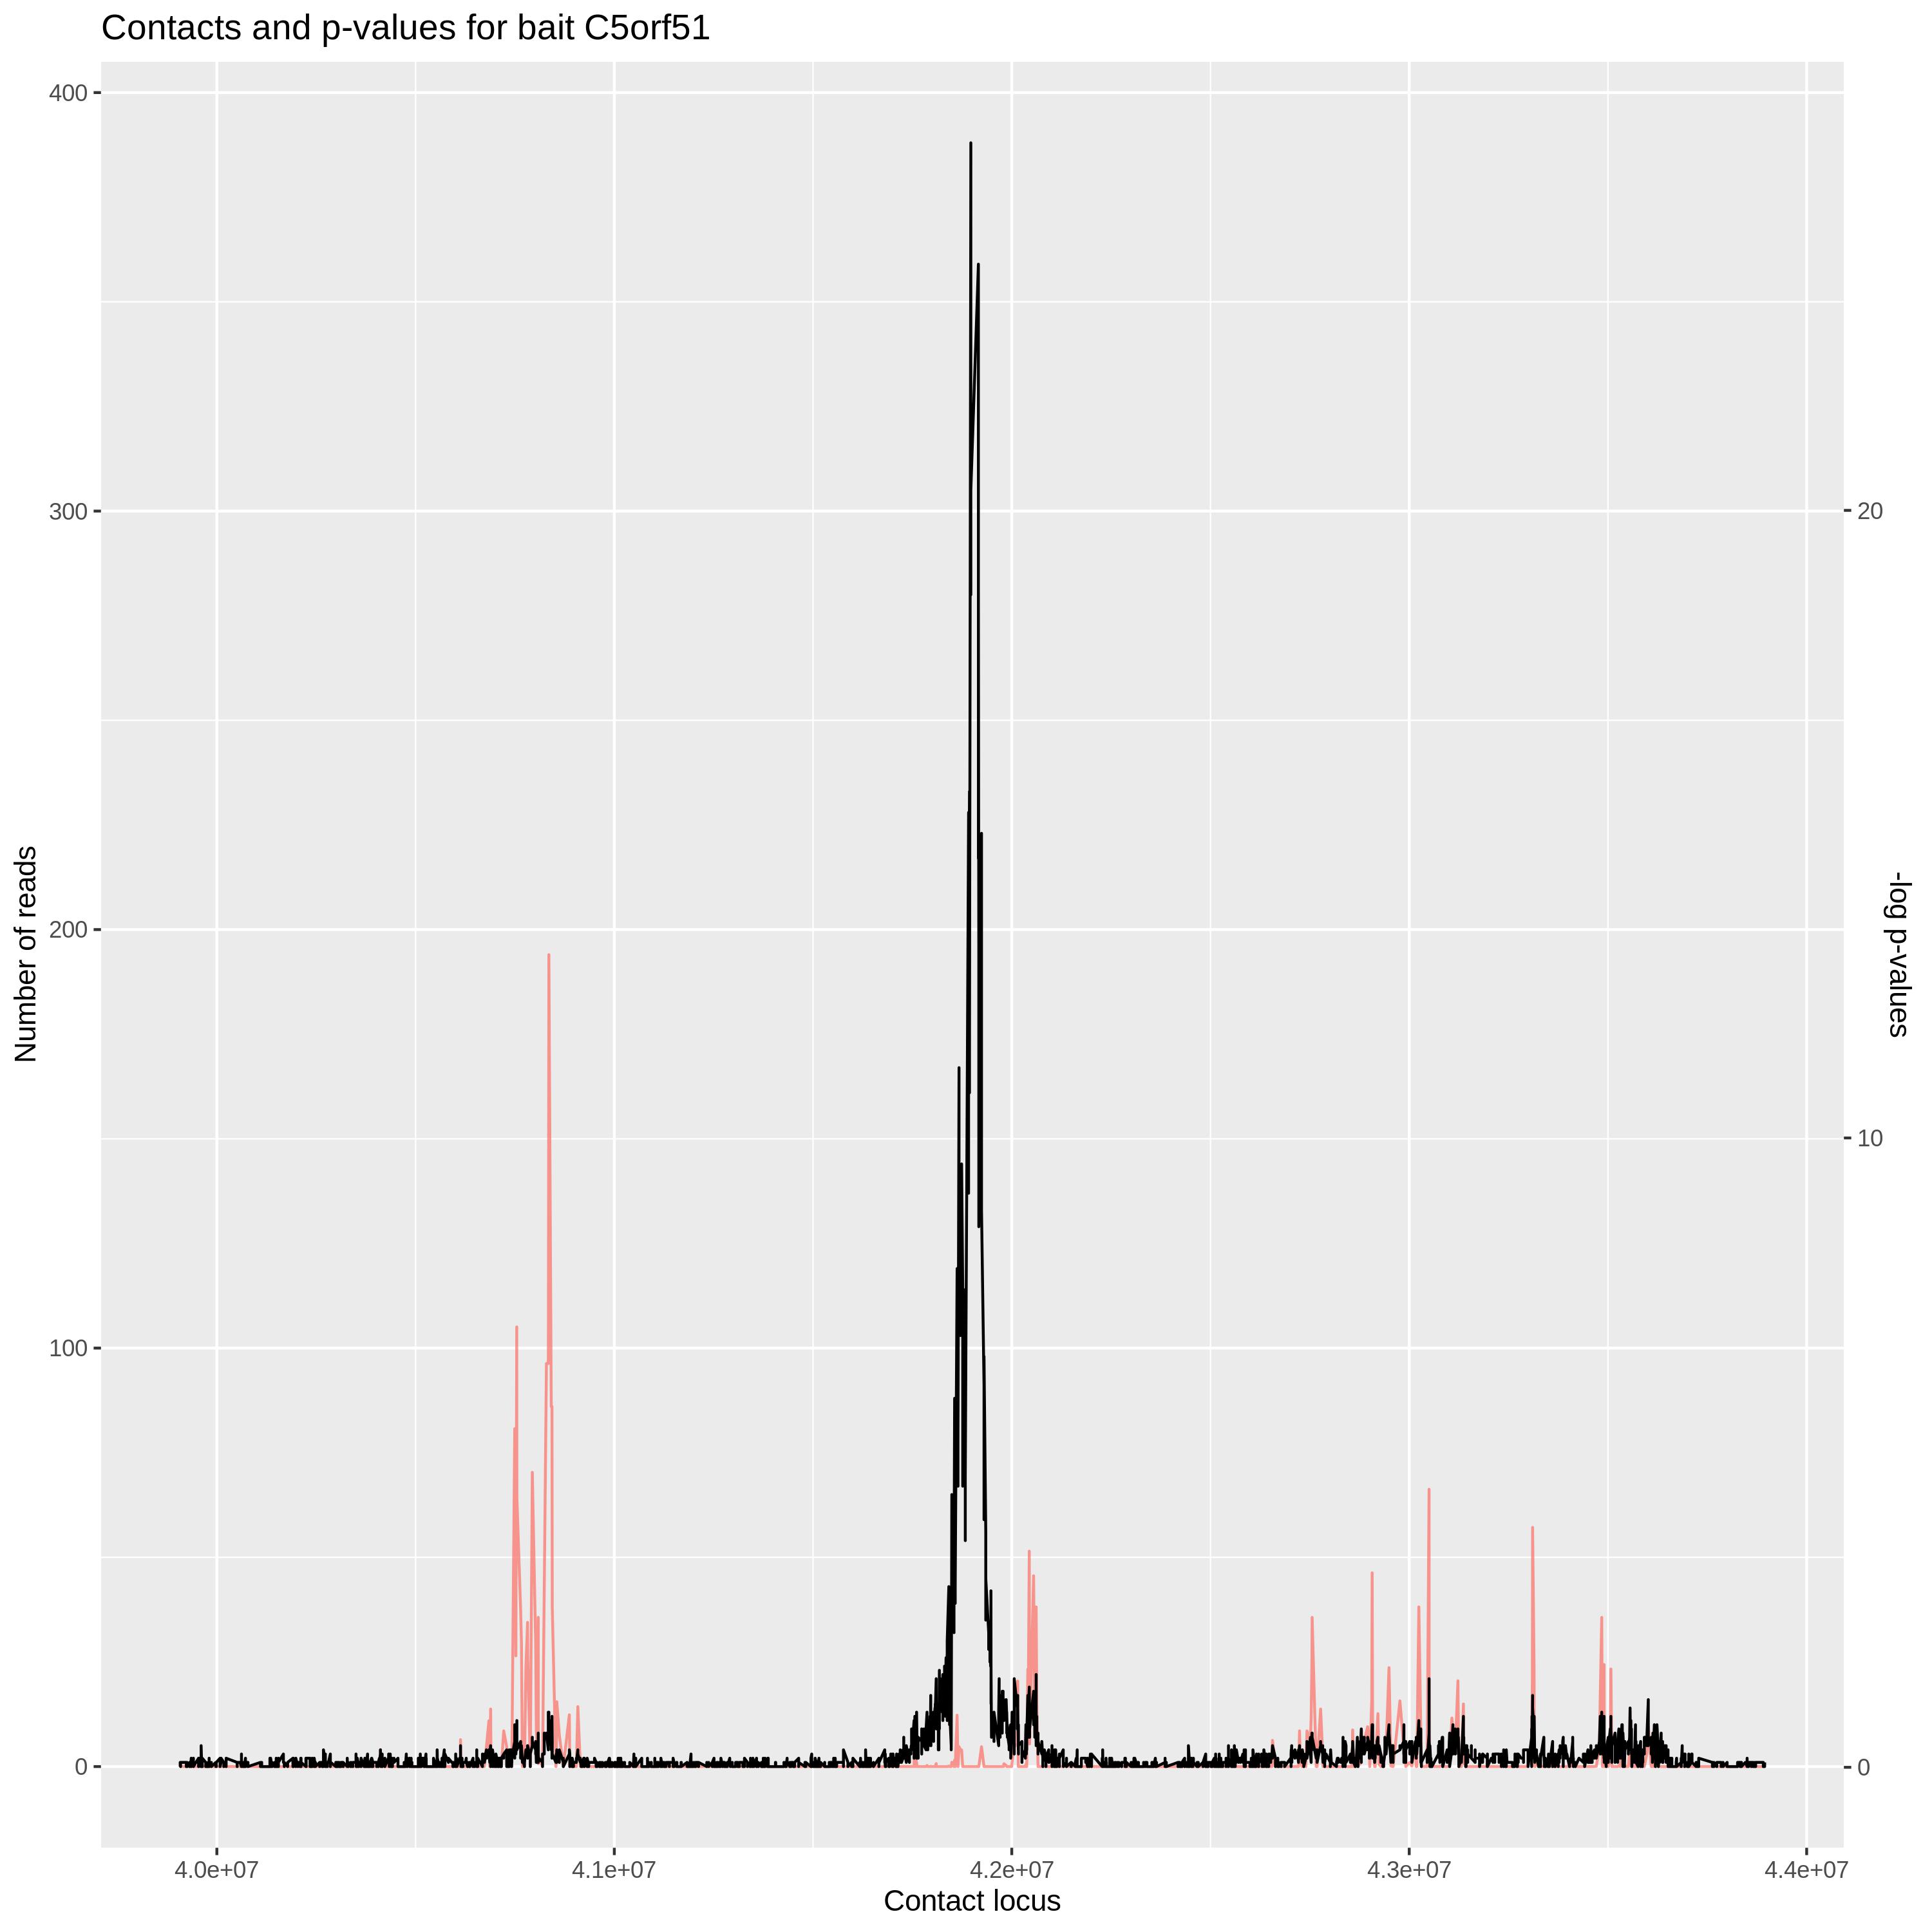 Contacts and p-values for bait C5orf51
400
300
200
100
0
Number of reads
20
10
0
-log p-values
4.0e+07
4.1e+07
4.2e+07
4.3e+07
4.4e+07
Contact locus